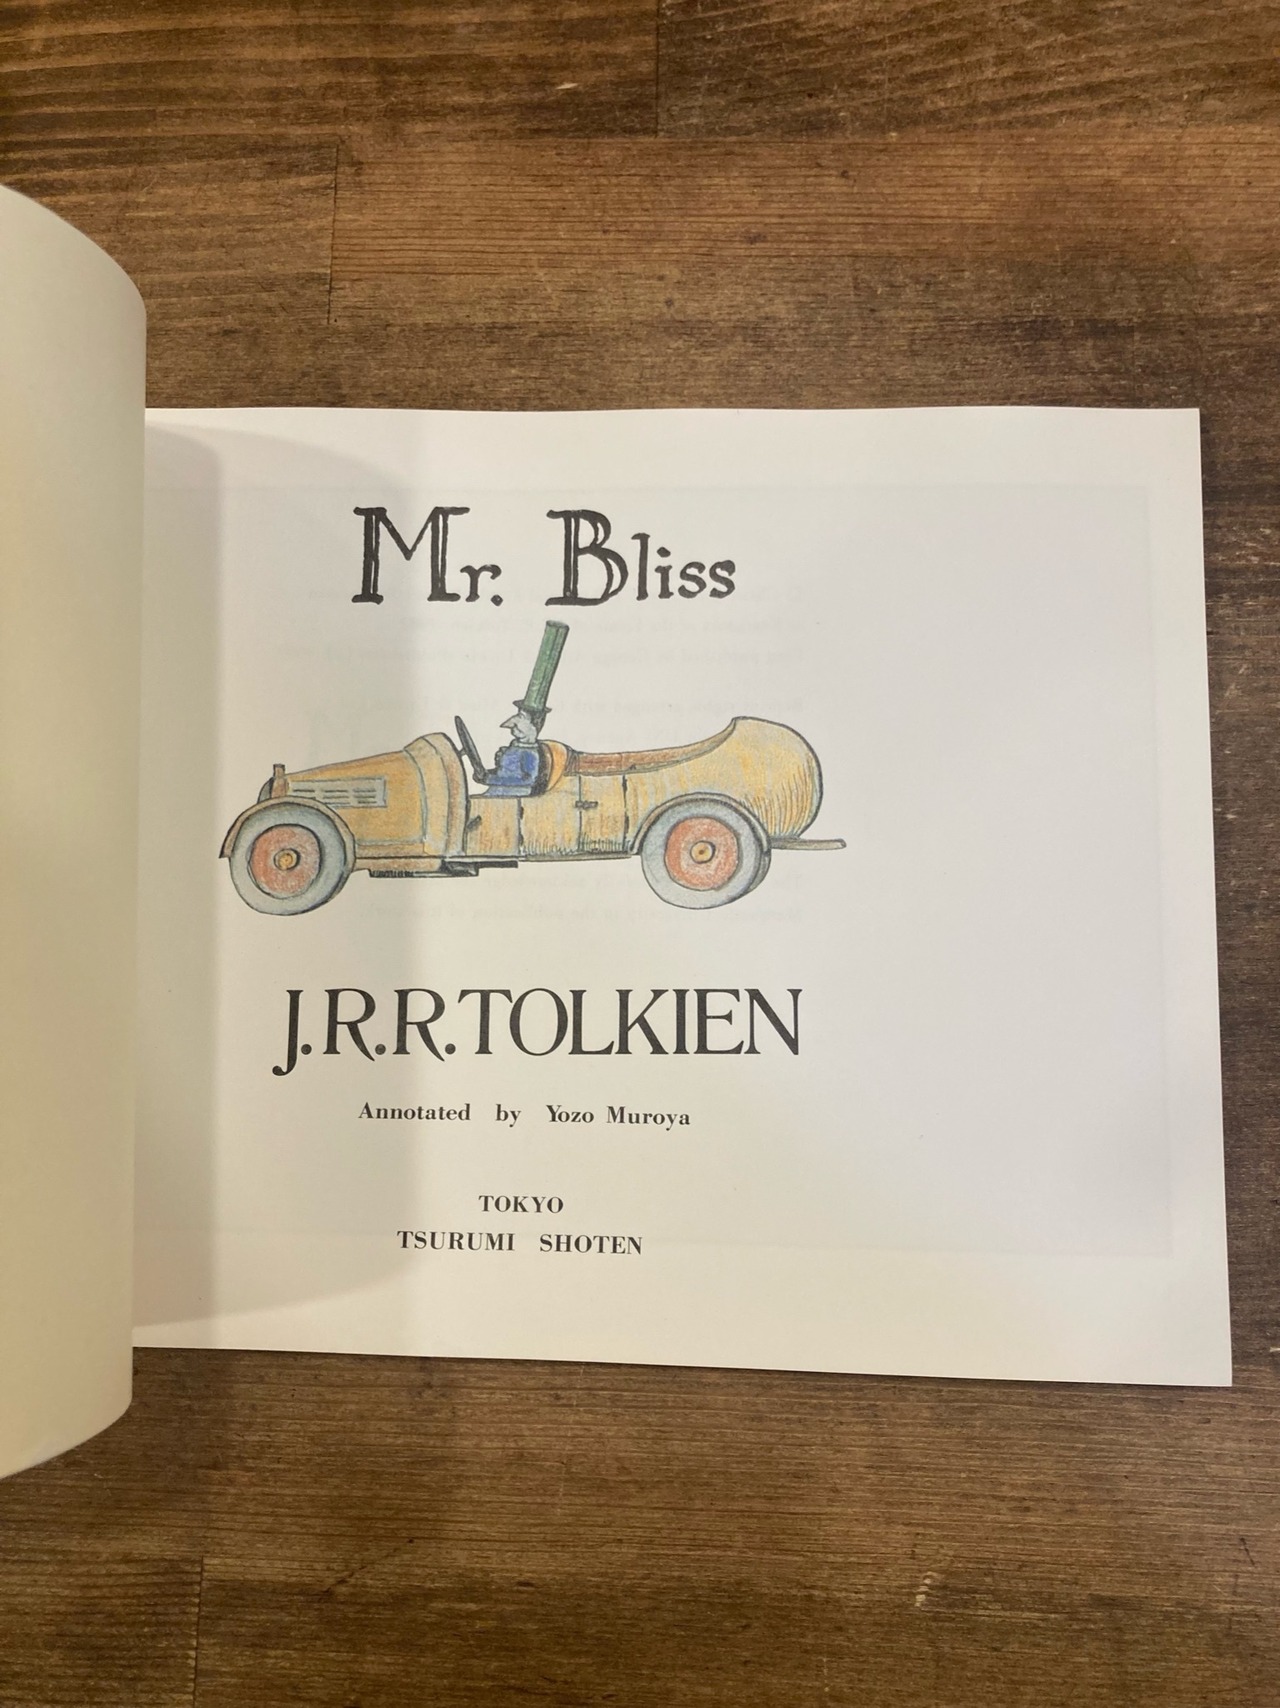 Mr. Bliss
J.R.R.TOLKIEN
Annotated by Yozo Muroya
TOKYO
TSURUMI SHOTEN